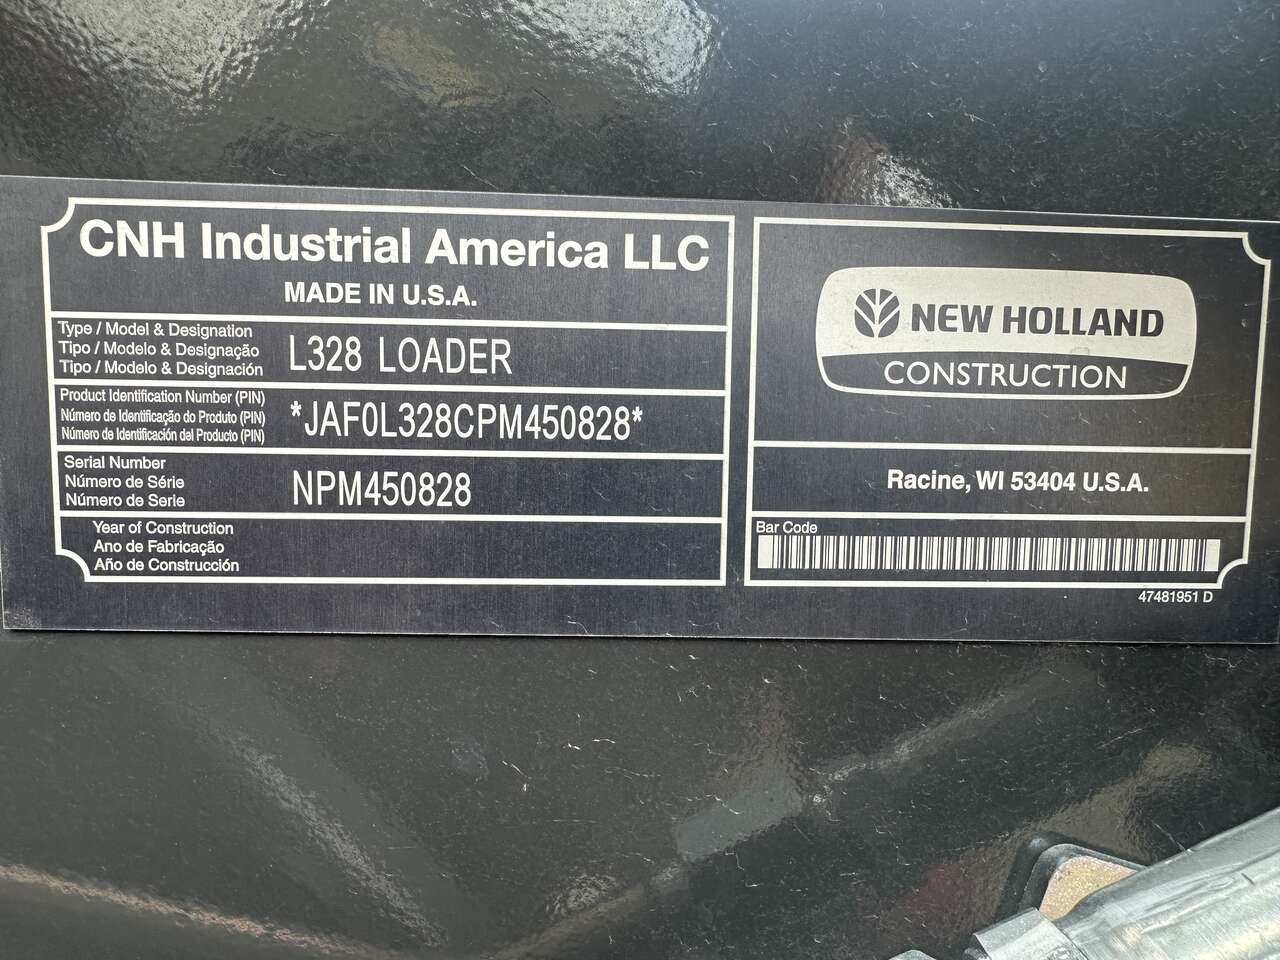 CNH Industrial America LLC
MADE IN U.S.A.
Type / Model & Designation
Tipo / Modelo & Designação
Tipo / Modelo & Designación
L328 LOADER
Product Identification Number (PIN)
Número de Identificação do Produto (PIN)
Número de Identificación del Producto (PIN)
*JAF0L328CPM450828*
Serial Number
Número de Série
Número de Serie
NPM450828
Year of Construction
Ano de Fabricação
Año de Construcción
NEW HOLLAND
CONSTRUCTION
Racine, WI 53404 U.S.A.
Bar Code
47481951 D